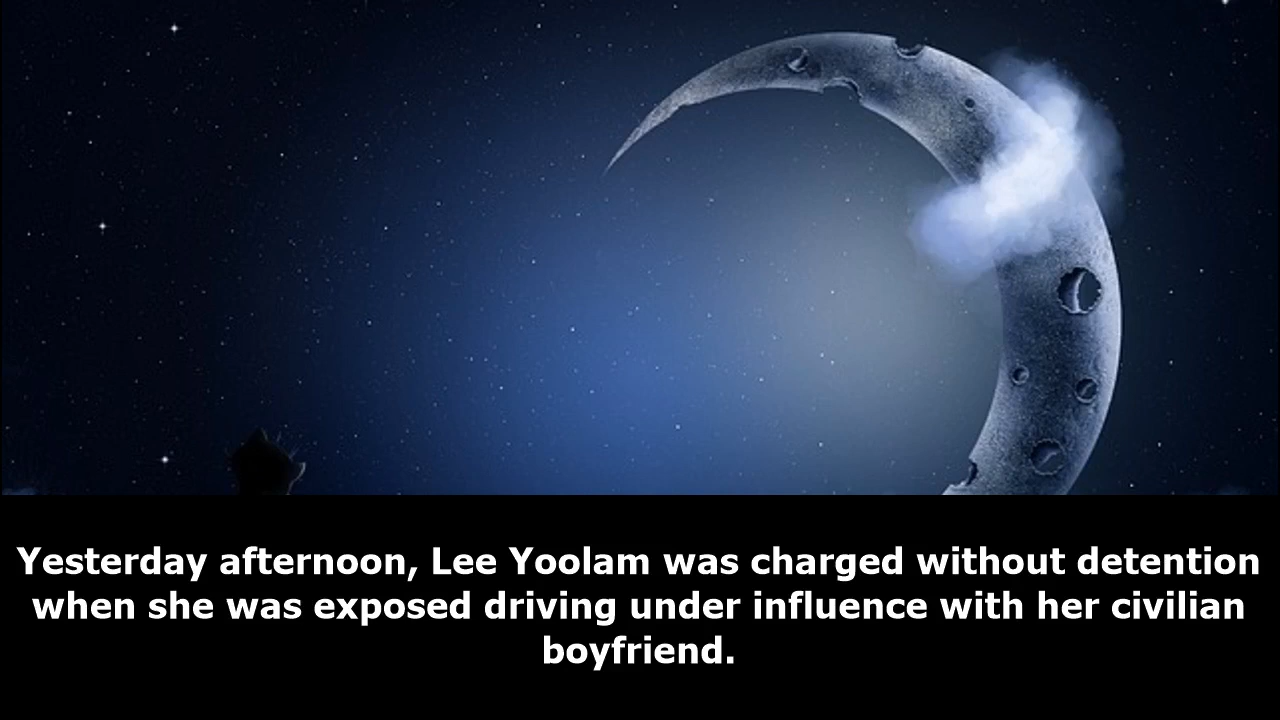 Yesterday afternoon, Lee Yoolam was charged without detention
when she was exposed driving under influence with her civilian
boyfriend.